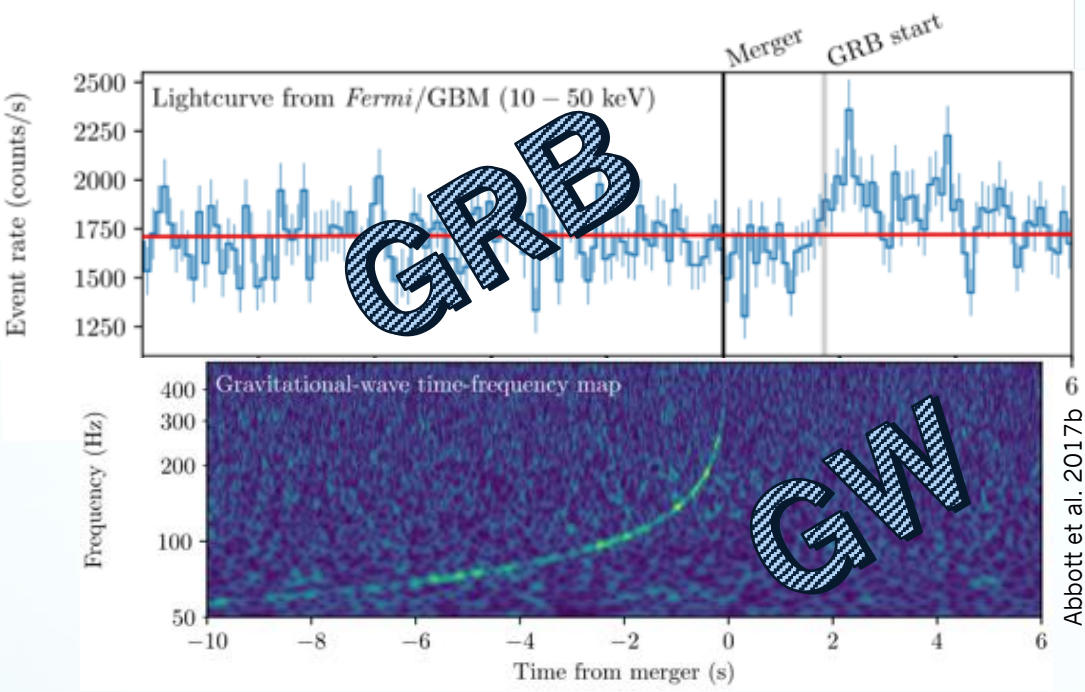 Merger
GRB start
Lightcurve from Fermi/GBM (10 – 50 keV)
Event rate (counts/s)
2500
2250
2000
1750
1500
1250
GRB
6
Gravitational-wave time-frequency map
Frequency (Hz)
400
300
200
100
50
GW
−10 −8 −6 −4 −2 0 2 4 6
Time from merger (s)
Abbott et al. 2017b